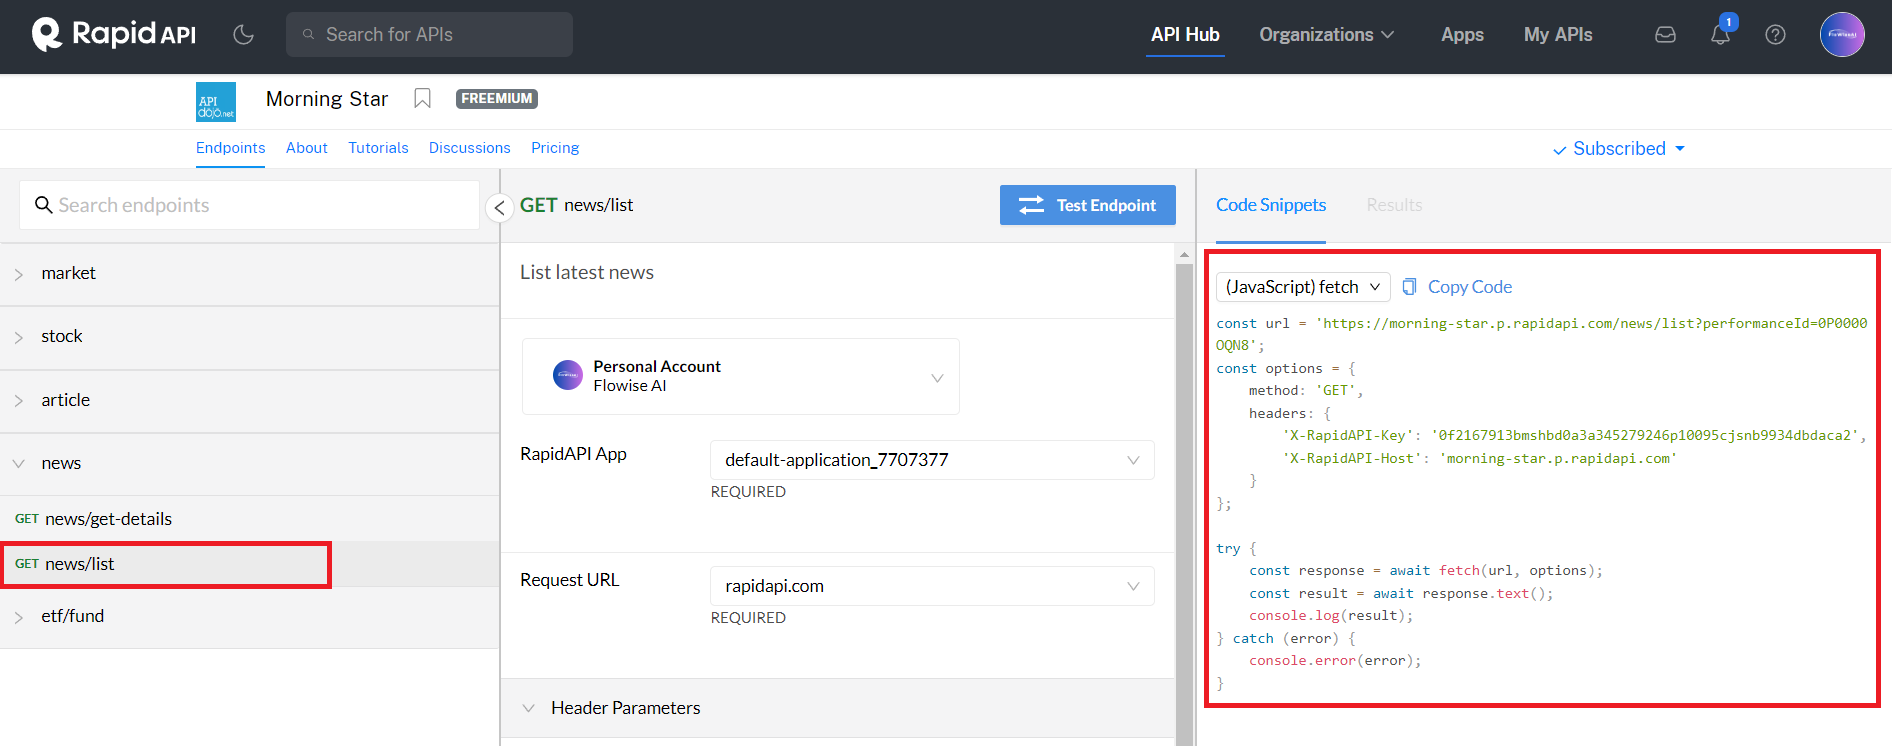 Rapid API
Search for APIs
API Hub
Organizations
Apps
My APIs
1
FlowiseAI
API
dojo.net
Morning Star
FREEMIUM
Endpoints
About
Tutorials
Discussions
Pricing
Subscribed
Search endpoints
market
stock
article
news
GET news/get-details
GET news/list
etf/fund
GET news/list
Test Endpoint
List latest news
Personal Account
Flowise AI
RapidAPI App
default-application_7707377
REQUIRED
Request URL
rapidapi.com
REQUIRED
Header Parameters
Code Snippets
Results
(JavaScript) fetch
Copy Code
const url = 'https://morning-star.p.rapidapi.com/news/list?performanceId=0P0000
OQN8';
const options = {
method: 'GET',
headers: {
'X-RapidAPI-Key': '0f2167913bmshbd0a3a345279246p10095cjsnb9934dbdaca2',
'X-RapidAPI-Host': 'morning-star.p.rapidapi.com'
}
};
try {
const response = await fetch(url, options);
const result = await response.text();
console.log(result);
} catch (error) {
console.error(error);
}